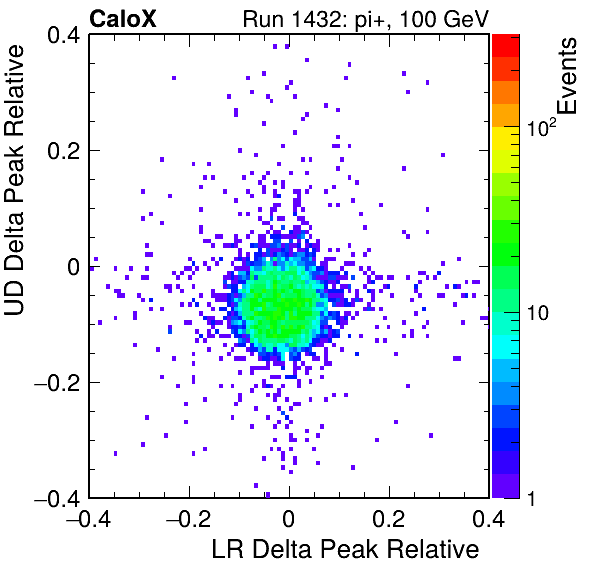 CaloX Run 1432: pi+, 100 GeV
UD Delta Peak Relative
0.4
0.2
0
−0.2
−0.4
−0.4 −0.2 0 0.2 0.4
LR Delta Peak Relative
Events
10²
10
1